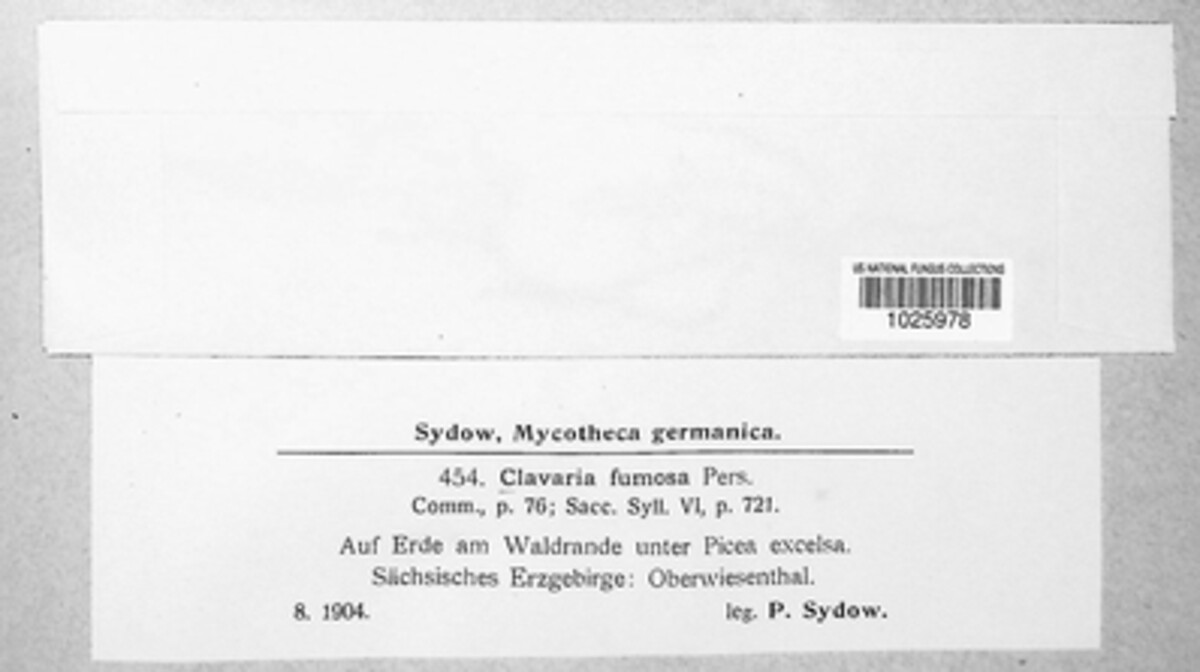 US NATIONAL FUNGUS COLLECTIONS
1025978
Sydow, Mycotheca germanica.
454. Clavaria fumosa Pers.
Comm., p. 76; Sacc. Syll. VI, p. 721.
Auf Erde am Waldrande unter Picea excelsa.
Sächsisches Erzgebirge: Oberwiesenthal.
8. 1904. leg. P. Sydow.